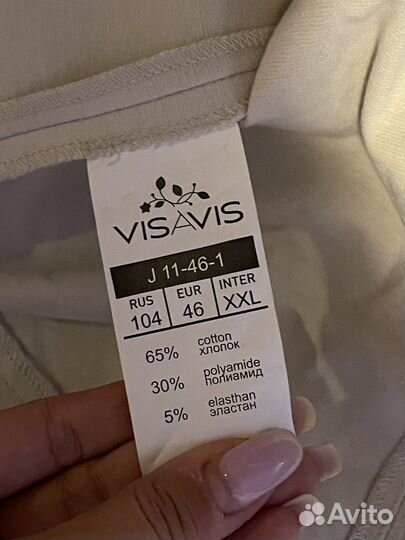 VISAVIS
J 11-46-1
RUS EUR INTER
104 46 XXL
65% cotton
хлопок
30% polyamide
полиамид
5% elasthan
эластан
Avito